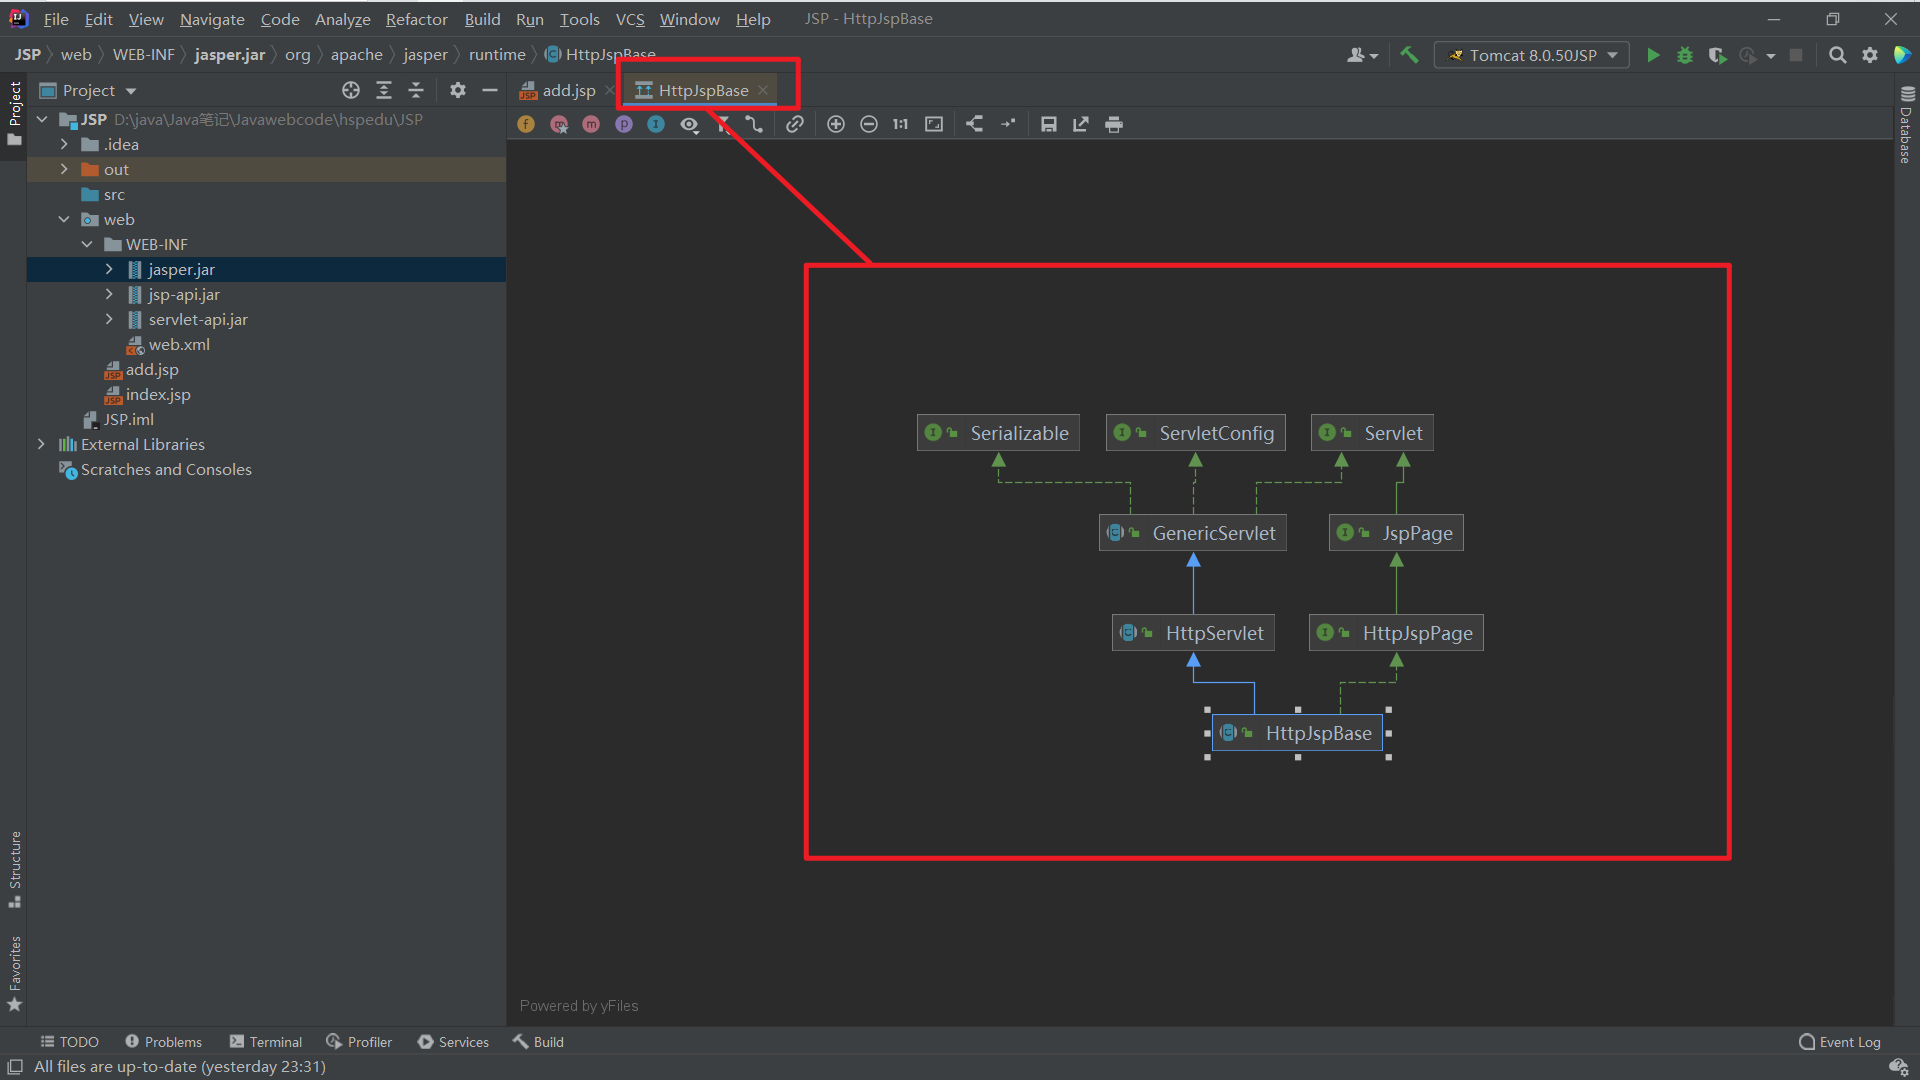 File Edit View Navigate Code Analyze Refactor Build Run Tools VCS Window Help JSP - HttpJspBase
JSP web WEB-INF jasper.jar org apache jasper runtime HttpJspBase Tomcat 8.0.50JSP
Project
Project
add.jsp
HttpJspBase
JSP D:\java\Java笔记\Javawebcode\hspedu\JSP
.idea
out
src
web
WEB-INF
jasper.jar
jsp-api.jar
servlet-api.jar
web.xml
add.jsp
index.jsp
JSP.iml
External Libraries
Scratches and Consoles
1:1
Database
Serializable ServletConfig Servlet
GenericServlet JspPage
HttpServlet HttpJspPage
HttpJspBase
Structure
Favorites
Powered by yFiles
TODO Problems Terminal Profiler Services Build Event Log
All files are up-to-date (yesterday 23:31)